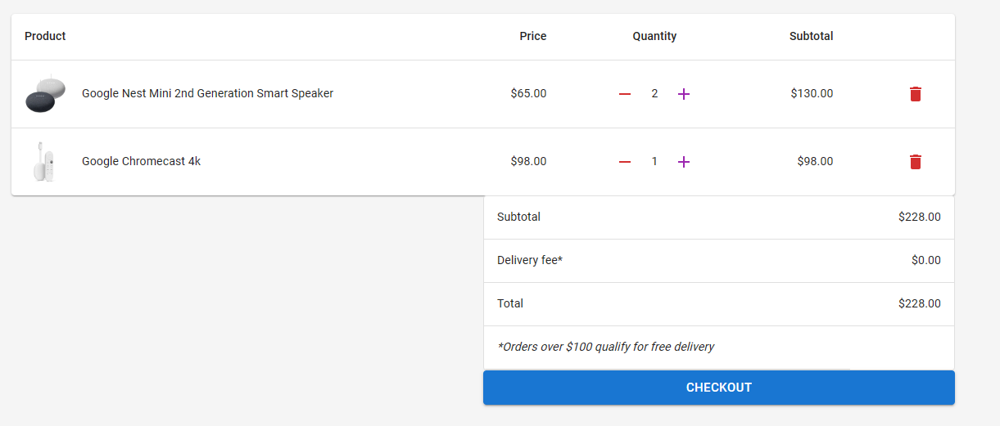 Product Price Quantity Subtotal
Google Nest Mini 2nd Generation Smart Speaker $65.00 2 $130.00
Google Chromecast 4k $98.00 1 $98.00
Subtotal $228.00
Delivery fee* $0.00
Total $228.00
*Orders over $100 qualify for free delivery
CHECKOUT